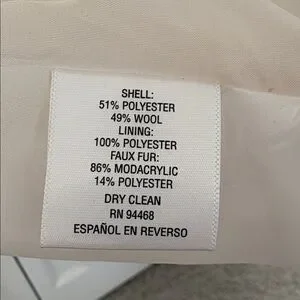 SHELL:
51% POLYESTER
49% WOOL
LINING:
100% POLYESTER
FAUX FUR:
86% MODACRYLIC
14% POLYESTER
DRY CLEAN
RN 94468
ESPAÑOL EN REVERSO